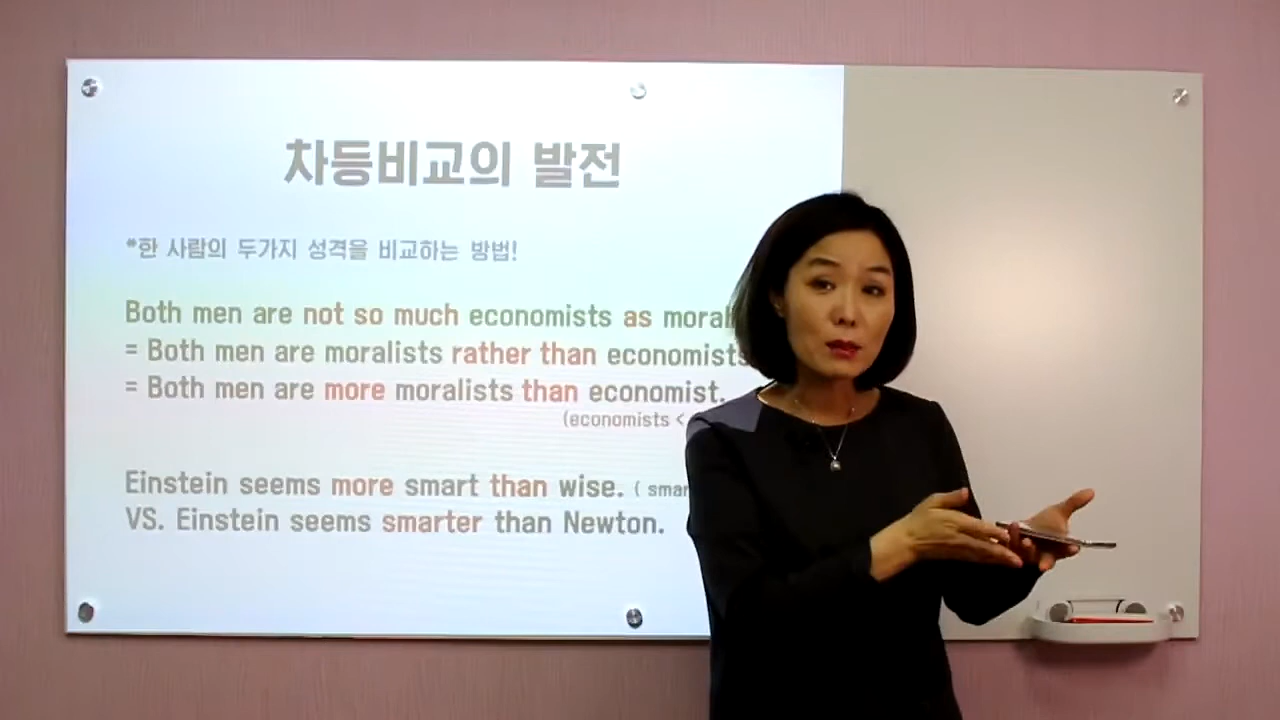 차등비교의 발전
*한 사람의 두가지 성격을 비교하는 방법!
Both men are not so much economists as
= Both men are moralists rather than economists
= Both men are more moralists than economist.
(economists <
Einstein seems more smart than wise. (
VS. Einstein seems smarter than Newton.